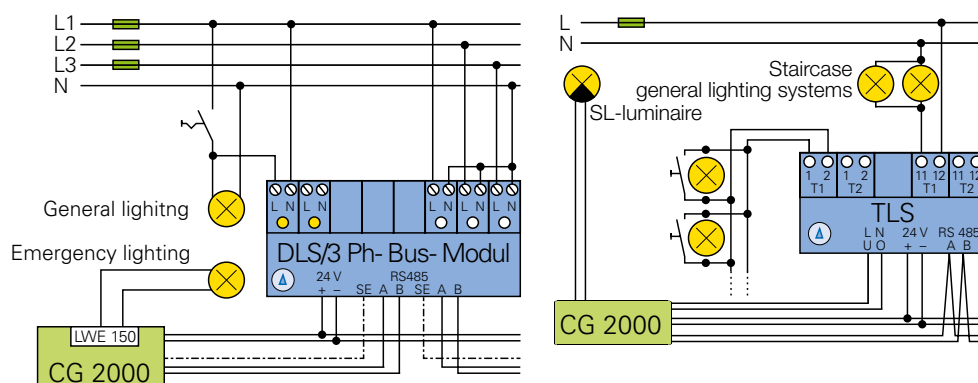 L1
L2
L3
N
General lighitng
Emergency lighting
L N L N L N L N L N
DLS/3 Ph- Bus- Modul
24 V RS485
+ − SE A B SE A B
LWE 150
CG 2000
L
N
Staircase
general lighting systems
SL-luminaire
1 2 1 2 11 12 11 12
T1 T2 T1 T2
TLS
L N 24 V RS 485
U O + − A B
CG 2000